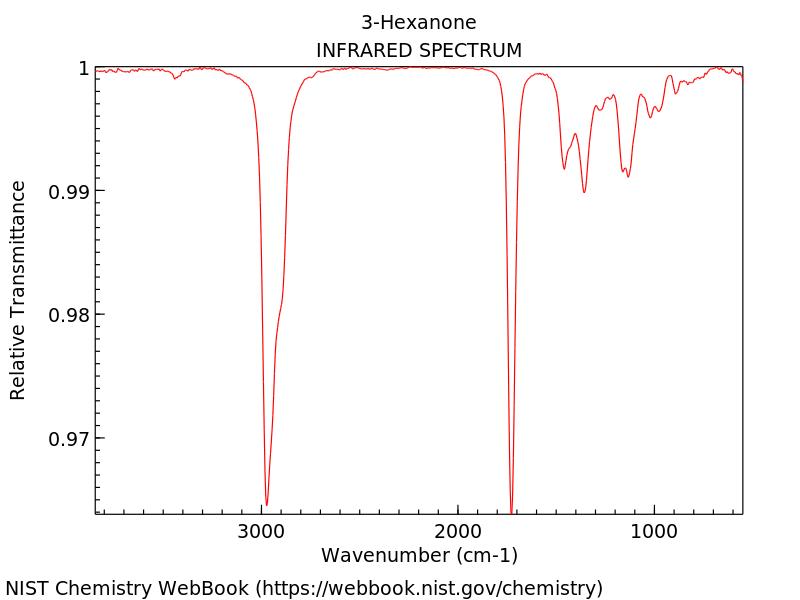 3-Hexanone
INFRARED SPECTRUM
1
0.99
0.98
0.97
Relative Transmittance
3000 2000 1000
Wavenumber (cm-1)
NIST Chemistry WebBook (https://webbook.nist.gov/chemistry)